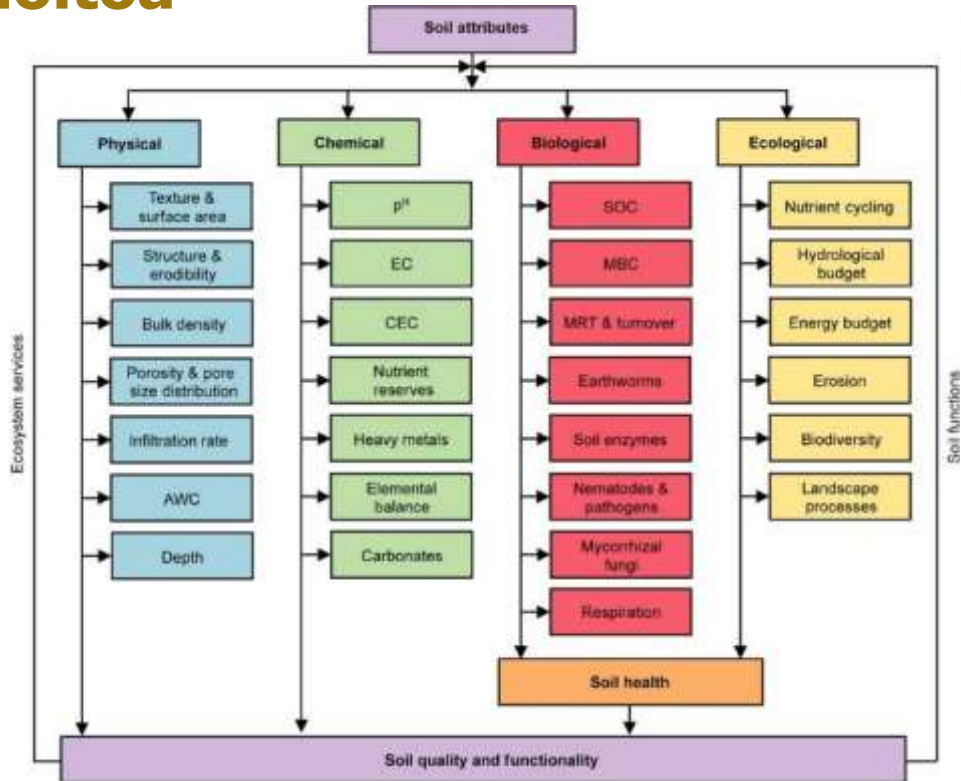 Soil attributes
Physical
Chemical
Biological
Ecological
Texture &
surface area
Structure &
erodibility
Bulk density
Porosity & pore
size distribution
Infiltration rate
AWC
Depth
pH
EC
CEC
Nutrient
reserves
Heavy metals
Elemental
balance
Carbonates
SOC
MBC
MRT & turnover
Earthworms
Soil enzymes
Nematodes &
pathogens
Mycorrhizal
fungi
Respiration
Nutrient cycling
Hydrological
budget
Energy budget
Erosion
Biodiversity
Landscape
processes
Soil health
Soil quality and functionality
Ecosystem services
Soil functions